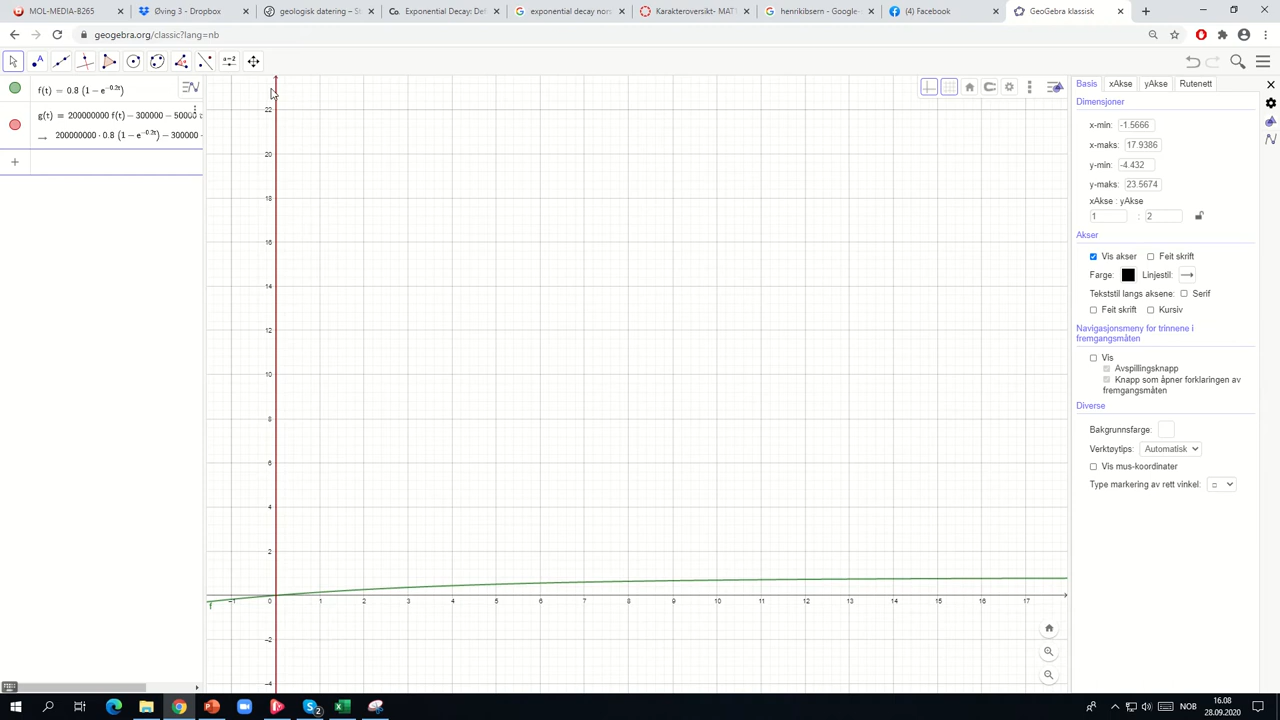 MOL-MEDIA-B265
Øving 3 - Dropbox
geologisk datering – St
Co. Exponential Decay: Def
exponential decay nors
Karakteroversikt- MAT
henrikibsern - Google-
(4) Facebook
GeoGebra klassisk
geogebra.org/classic?lang=nb
a=2
f(t) = 0.8 (1−e^−0.2t)
g(t) = 200000000 f(t) − 300000 − 50000
→ 200000000 · 0.8 (1−e^−0.2t) − 300000 −
+
22
20
18
16
14
12
10
8
6
4
2
−1 0 1 2 3 4 5 6 7 8 9 10 11 12 13 14 15 16 17
f
−2
−4
Basis xAkse yAkse Rutenett
Dimensjoner
x-min: -1.5666
x-maks: 17.9386
y-min: -4.432
y-maks: 23.5674
xAkse : yAkse
1 : 2
Akser
Vis akser Feit skrift
Farge: Linjestil:
Tekststil langs aksene: Serif
Feit skrift Kursiv
Navigasjonsmeny for trinnene i
fremgangsmåten
Vis
Avspillingsknapp
Knapp som åpner forklaringen av
fremgangsmåten
Diverse
Bakgrunnsfarge:
Verktøytips: Automatisk
Vis mus-koordinater
Type markering av rett vinkel: □
NOB
16.08
28.09.2020